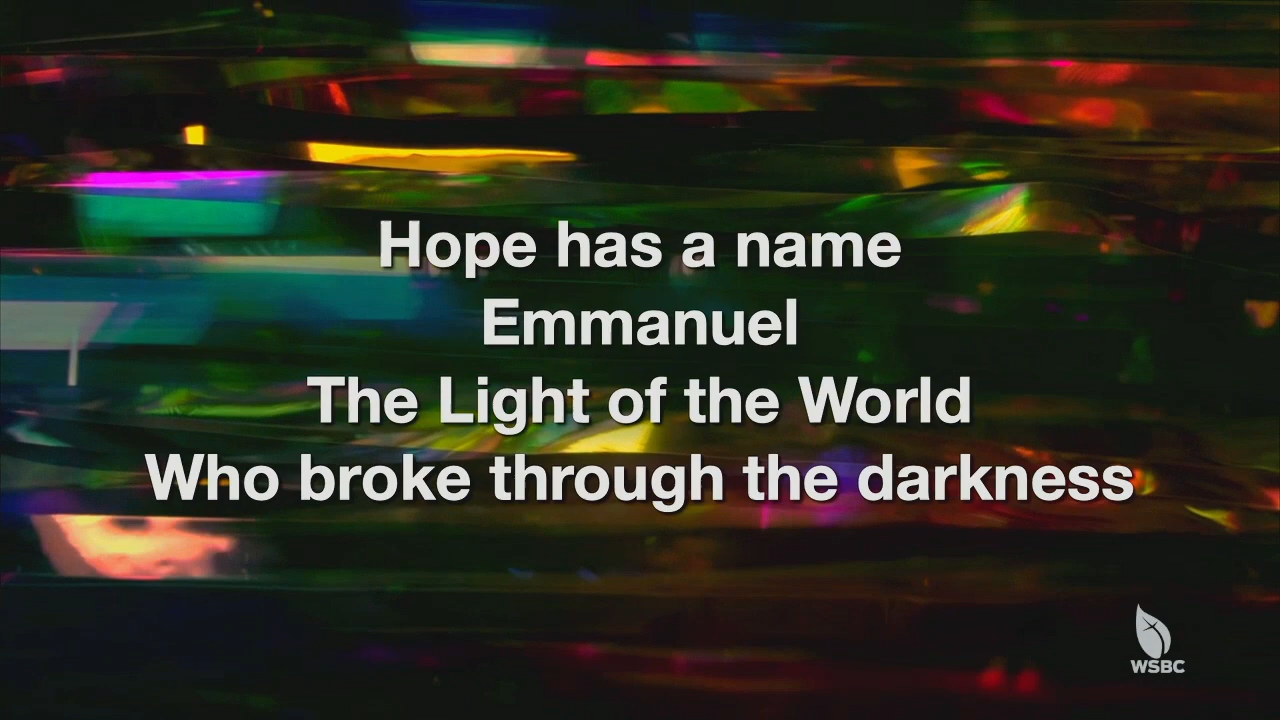 Hope has a name
Emmanuel
The Light of the World
Who broke through the darkness
WSBC